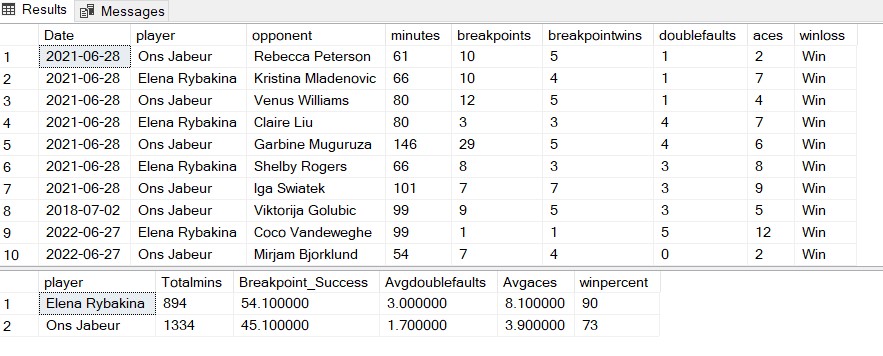 Results Messages
Date player opponent minutes breakpoints breakpointwins doublefaults aces winloss
1 2021-06-28 Ons Jabeur Rebecca Peterson 61 10 5 1 2 Win
2 2021-06-28 Elena Rybakina Kristina Mladenovic 66 10 4 1 7 Win
3 2021-06-28 Ons Jabeur Venus Williams 80 12 5 1 4 Win
4 2021-06-28 Elena Rybakina Claire Liu 80 3 3 4 7 Win
5 2021-06-28 Ons Jabeur Garbine Muguruza 146 29 5 4 6 Win
6 2021-06-28 Elena Rybakina Shelby Rogers 66 8 3 3 8 Win
7 2021-06-28 Ons Jabeur Iga Swiatek 101 7 7 3 9 Win
8 2018-07-02 Ons Jabeur Viktorija Golubic 99 9 5 3 5 Win
9 2022-06-27 Elena Rybakina Coco Vandeweghe 99 1 1 5 12 Win
10 2022-06-27 Ons Jabeur Mirjam Bjorklund 54 7 4 0 2 Win
player Totalmins Breakpoint_Success Avgdoublefaults Avgaces winpercent
1 Elena Rybakina 894 54.100000 3.000000 8.100000 90
2 Ons Jabeur 1334 45.100000 1.700000 3.900000 73